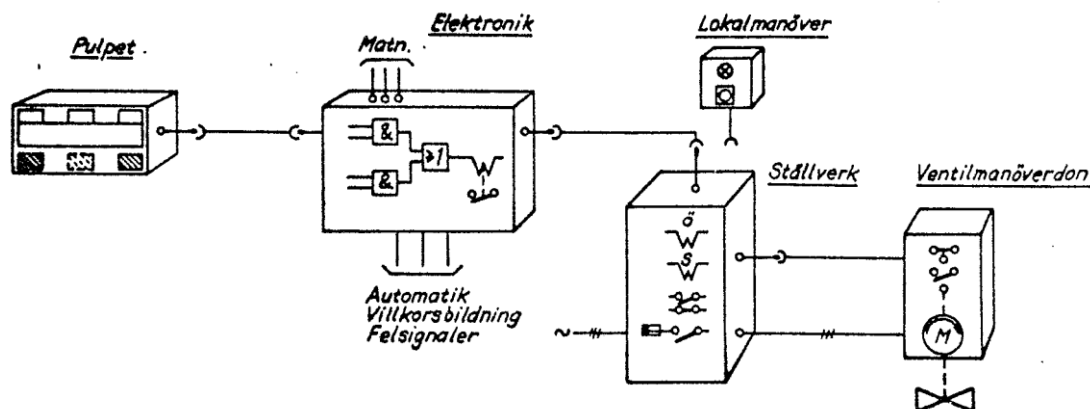 Pulpet.
Matn.
Elektronik
Lokalmanöver
&
&
≥1
Automatik
Villkorsbildning
Felsignaler
Ställverk
Ö
S
~
Ventilmanöverdon
M